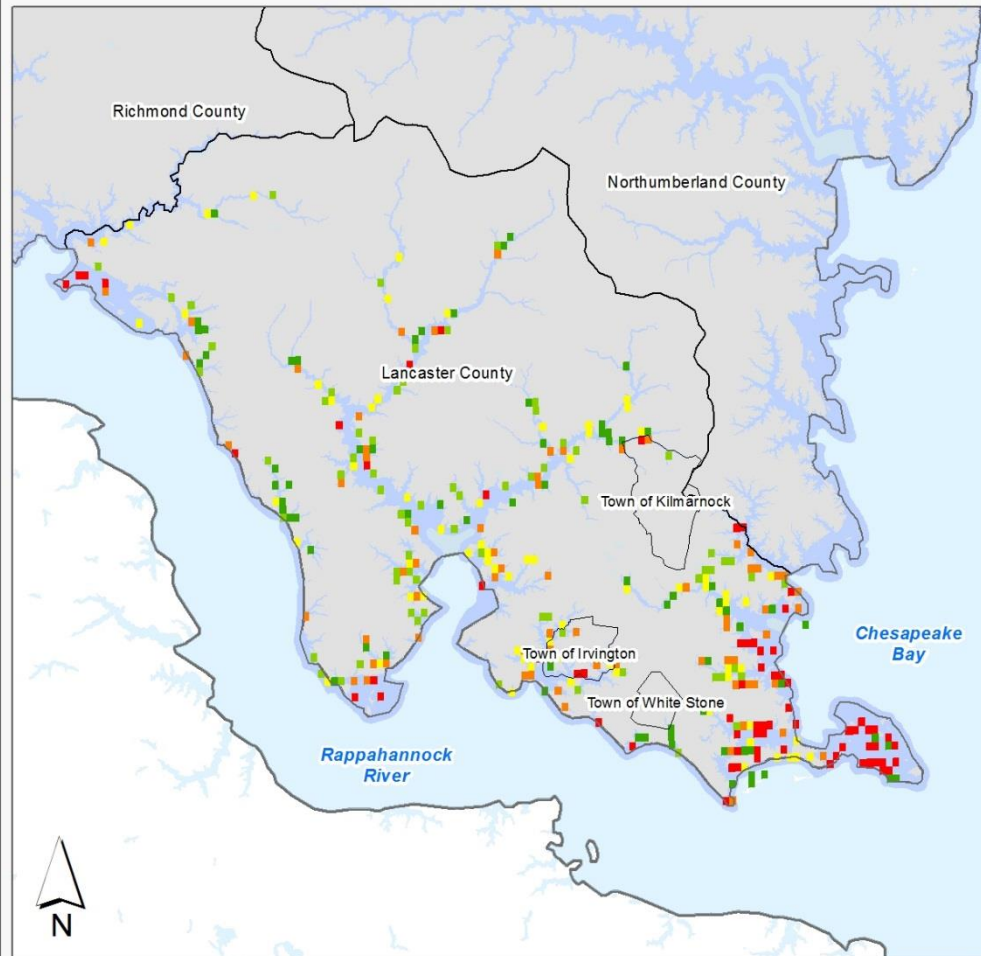 Richmond County
Northumberland County
Lancaster County
Town of Kilmarnock
Chesapeake
Bay
Town of Irvington
Town of White Stone
Rappahannock
River
N